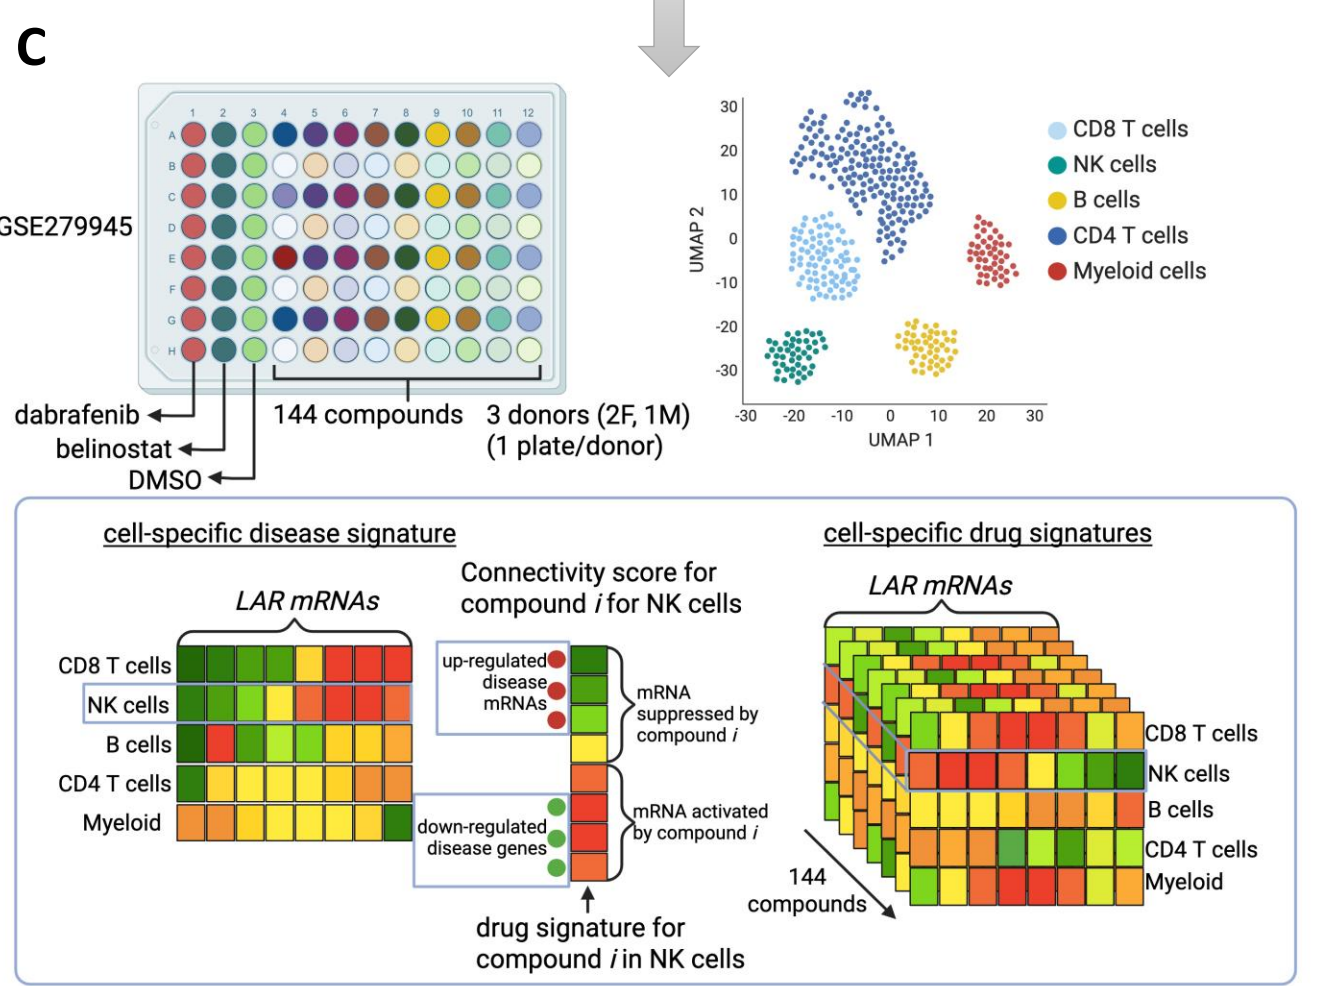 C
1 2 3 4 5 6 7 8 9 10 11 12
A
B
C
D
E
F
G
H
GSE279945
dabrafenib
belinostat
DMSO
144 compounds
3 donors (2F, 1M)
(1 plate/donor)
UMAP 2
30
20
10
0
-10
-20
-30
-30 -20 -10 0 10 20 30
UMAP 1
CD8 T cells
NK cells
B cells
CD4 T cells
Myeloid cells
cell-specific disease signature
LAR mRNAs
CD8 T cells
NK cells
B cells
CD4 T cells
Myeloid
Connectivity score for
compound i for NK cells
up-regulated
disease
mRNAs
mRNA
suppressed by
compound i
down-regulated
disease genes
mRNA activated
by compound i
drug signature for
compound i in NK cells
cell-specific drug signatures
LAR mRNAs
CD8 T cells
NK cells
B cells
CD4 T cells
Myeloid
144
compounds